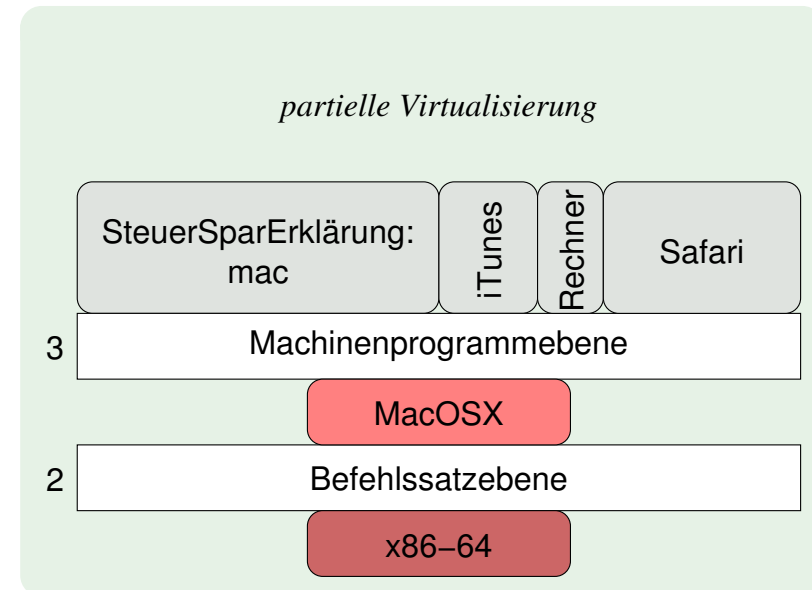 partielle Virtualisierung
SteuerSparErklärung:
mac
iTunes
Rechner
Safari
3
Machinenprogrammebene
MacOSX
2
Befehlssatzebene
x86−64